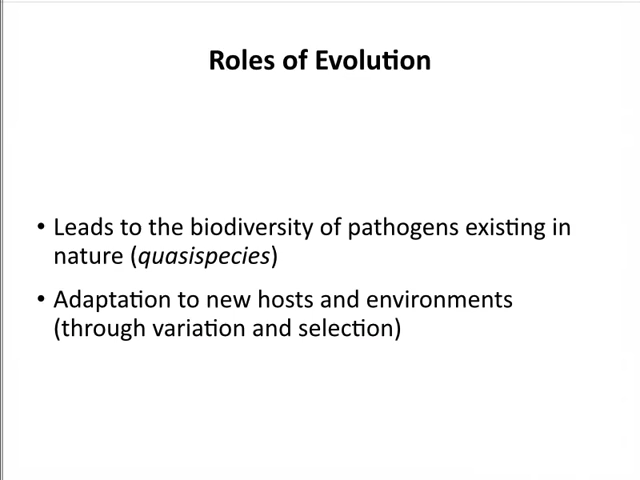 Roles of Evolution
• Leads to the biodiversity of pathogens existing in
nature (quasispecies)
• Adaptation to new hosts and environments
(through variation and selection)